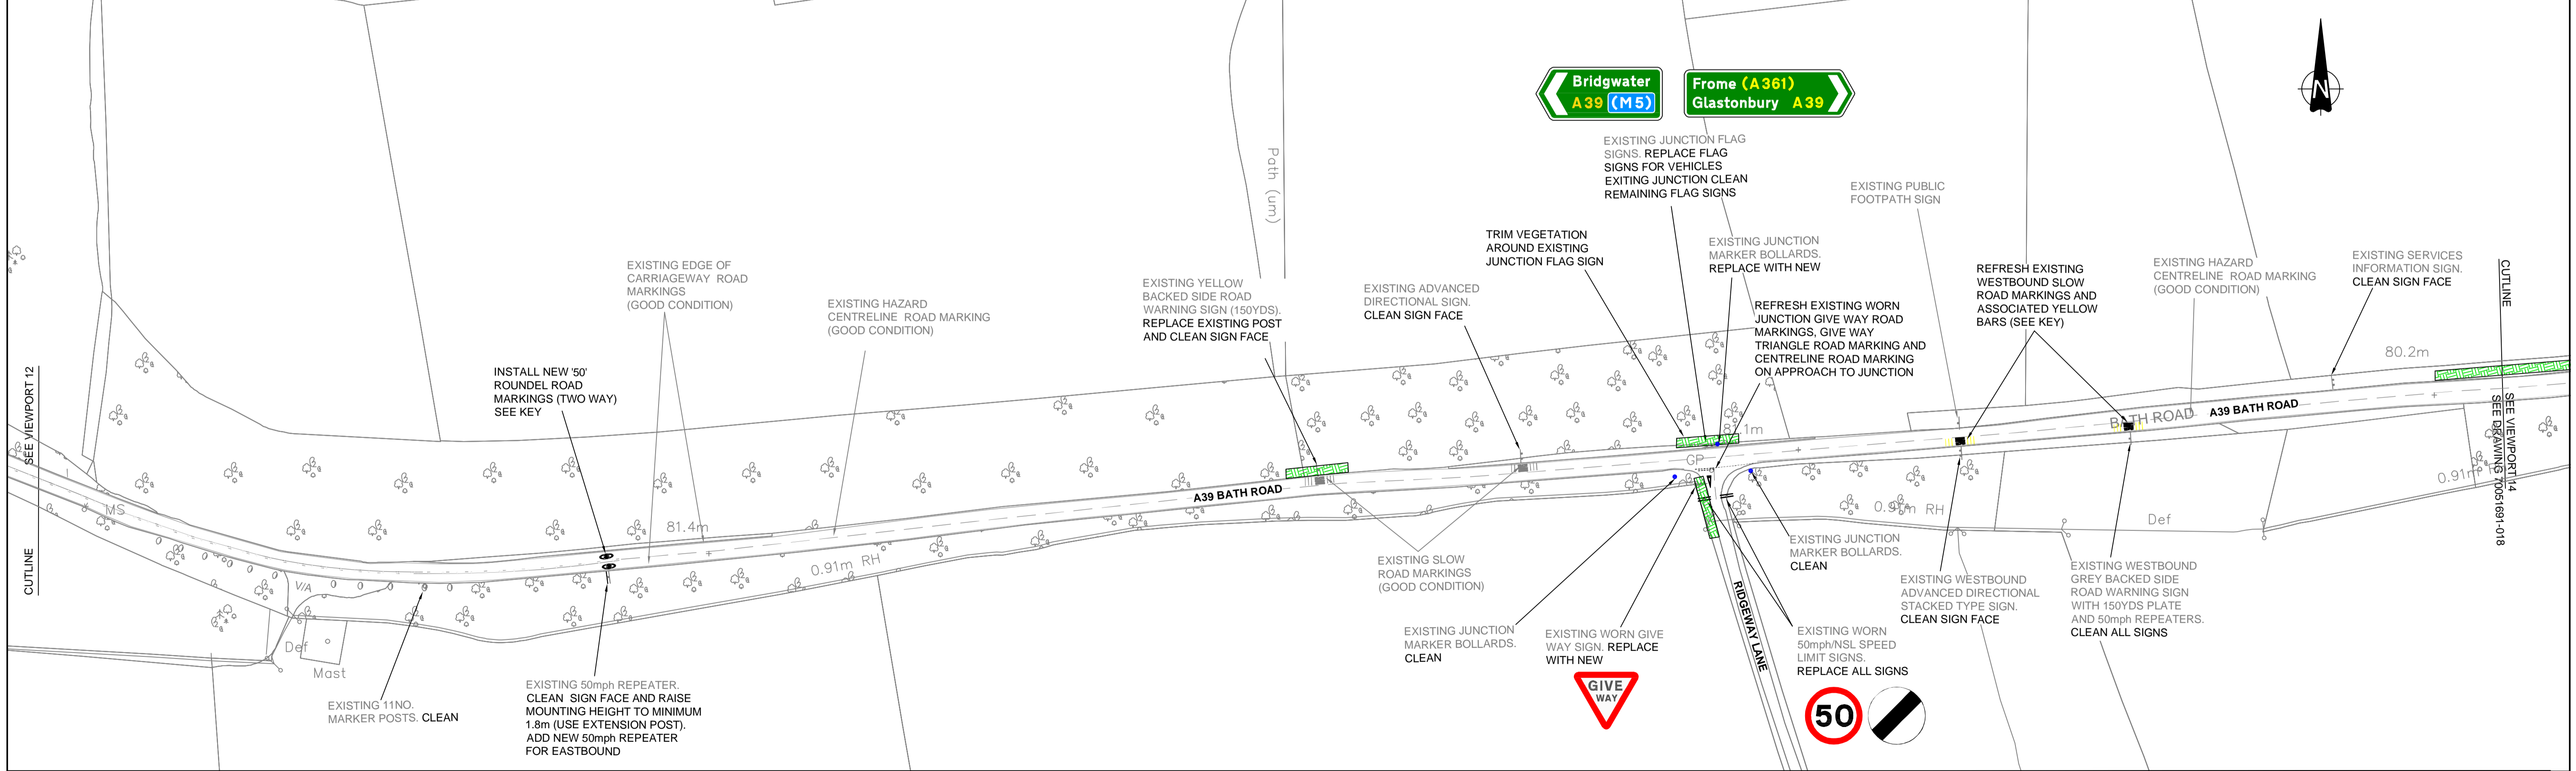 Bridgwater
A39 (M5)
Frome (A361)
Glastonbury A39
N
EXISTING JUNCTION FLAG
SIGNS. REPLACE FLAG
SIGNS FOR VEHICLES
EXITING JUNCTION CLEAN
REMAINING FLAG SIGNS
Path (um)
EXISTING PUBLIC
FOOTPATH SIGN
TRIM VEGETATION
AROUND EXISTING
JUNCTION FLAG SIGN
EXISTING JUNCTION
MARKER BOLLARDS.
REPLACE WITH NEW
EXISTING EDGE OF
CARRIAGEWAY ROAD
MARKINGS
(GOOD CONDITION)
EXISTING HAZARD
CENTRELINE ROAD MARKING
(GOOD CONDITION)
EXISTING YELLOW
BACKED SIDE ROAD
WARNING SIGN (150YDS).
REPLACE EXISTING POST
AND CLEAN SIGN FACE
EXISTING ADVANCED
DIRECTIONAL SIGN.
CLEAN SIGN FACE
REFRESH EXISTING WORN
JUNCTION GIVE WAY ROAD
MARKINGS, GIVE WAY
TRIANGLE ROAD MARKING AND
CENTRELINE ROAD MARKING
ON APPROACH TO JUNCTION
REFRESH EXISTING
WESTBOUND SLOW
ROAD MARKINGS AND
ASSOCIATED YELLOW
BARS (SEE KEY)
EXISTING HAZARD
CENTRELINE ROAD MARKING
(GOOD CONDITION)
EXISTING SERVICES
INFORMATION SIGN.
CLEAN SIGN FACE
CUTLINE
SEE VIEWPORT 14
SEE DRAWING 70051691-018
80.2m
INSTALL NEW '50'
ROUNDEL ROAD
MARKINGS (TWO WAY)
SEE KEY
SEE VIEWPORT 12
CUTLINE
MS
81.4m
A39 BATH ROAD
81.1m
GP
BATH ROAD
A39 BATH ROAD
0.91m RH
0.91m RH
0.91m
Def
V/A
Def
Mast
EXISTING SLOW
ROAD MARKINGS
(GOOD CONDITION)
EXISTING JUNCTION
MARKER BOLLARDS.
CLEAN
EXISTING WESTBOUND
ADVANCED DIRECTIONAL
STACKED TYPE SIGN.
CLEAN SIGN FACE
EXISTING WESTBOUND
GREY BACKED SIDE
ROAD WARNING SIGN
WITH 150YDS PLATE
AND 50mph REPEATERS.
CLEAN ALL SIGNS
RIDGEWAY LANE
EXISTING JUNCTION
MARKER BOLLARDS.
CLEAN
EXISTING WORN GIVE
WAY SIGN. REPLACE
WITH NEW
EXISTING WORN
50mph/NSL SPEED
LIMIT SIGNS.
REPLACE ALL SIGNS
EXISTING 11NO.
MARKER POSTS. CLEAN
EXISTING 50mph REPEATER.
CLEAN SIGN FACE AND RAISE
MOUNTING HEIGHT TO MINIMUM
1.8m (USE EXTENSION POST).
ADD NEW 50mph REPEATER
FOR EASTBOUND
GIVE
WAY
50